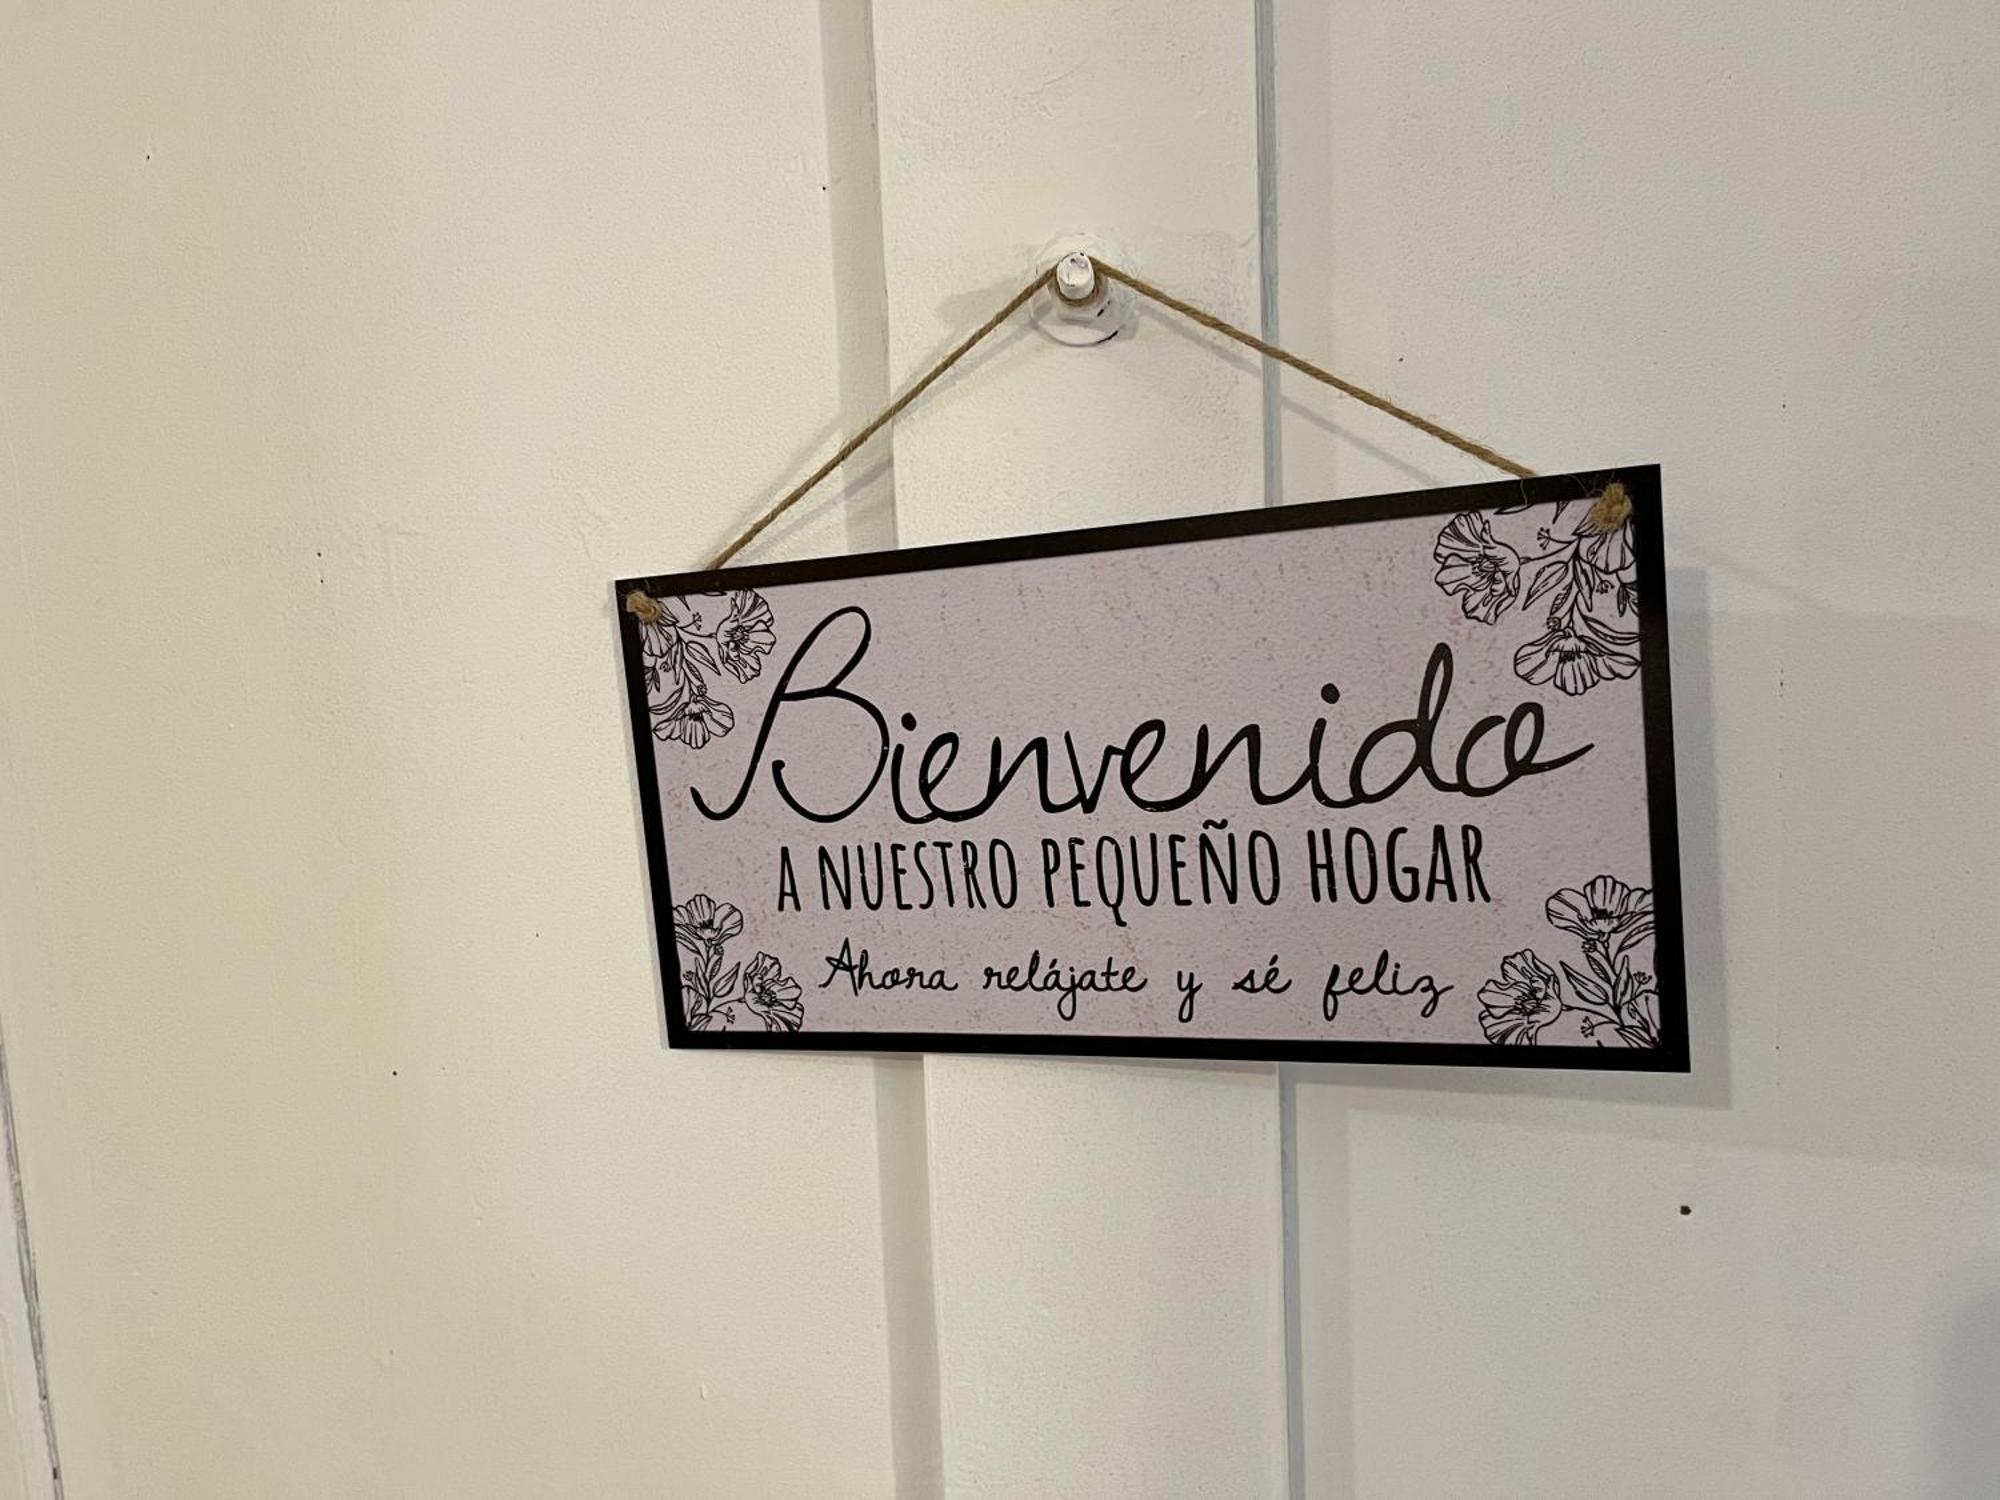 Bienvenido
A NUESTRO PEQUEÑO HOGAR
Ahora relájate y sé feliz